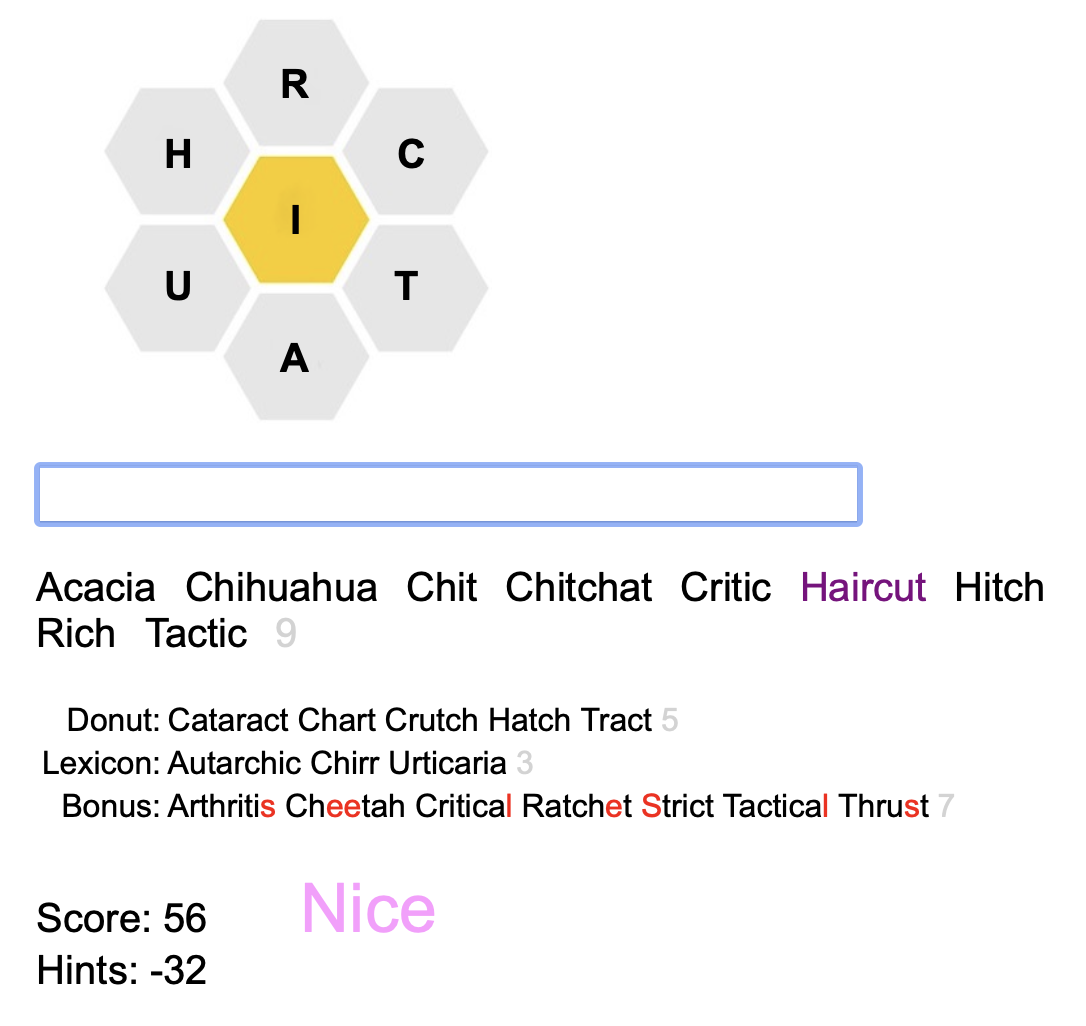 R
H C
I
U T
A
Acacia Chihuahua Chit Chitchat Critic Haircut Hitch
Rich Tactic 9
Donut: Cataract Chart Crutch Hatch Tract 5
Lexicon: Autarchic Chirr Urticaria 3
Bonus: Arthritis Cheetah Critical Ratchet Strict Tactical Thrust 7
Score: 56 Nice
Hints: -32